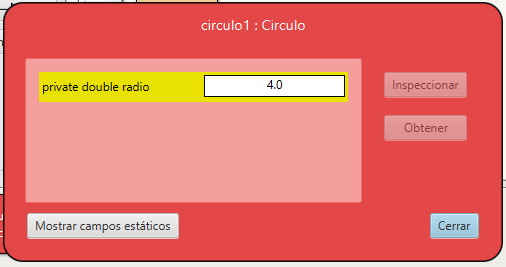 circulo1 : Circulo
private double radio 4.0
Inspeccionar
Obtener
Mostrar campos estáticos
Cerrar